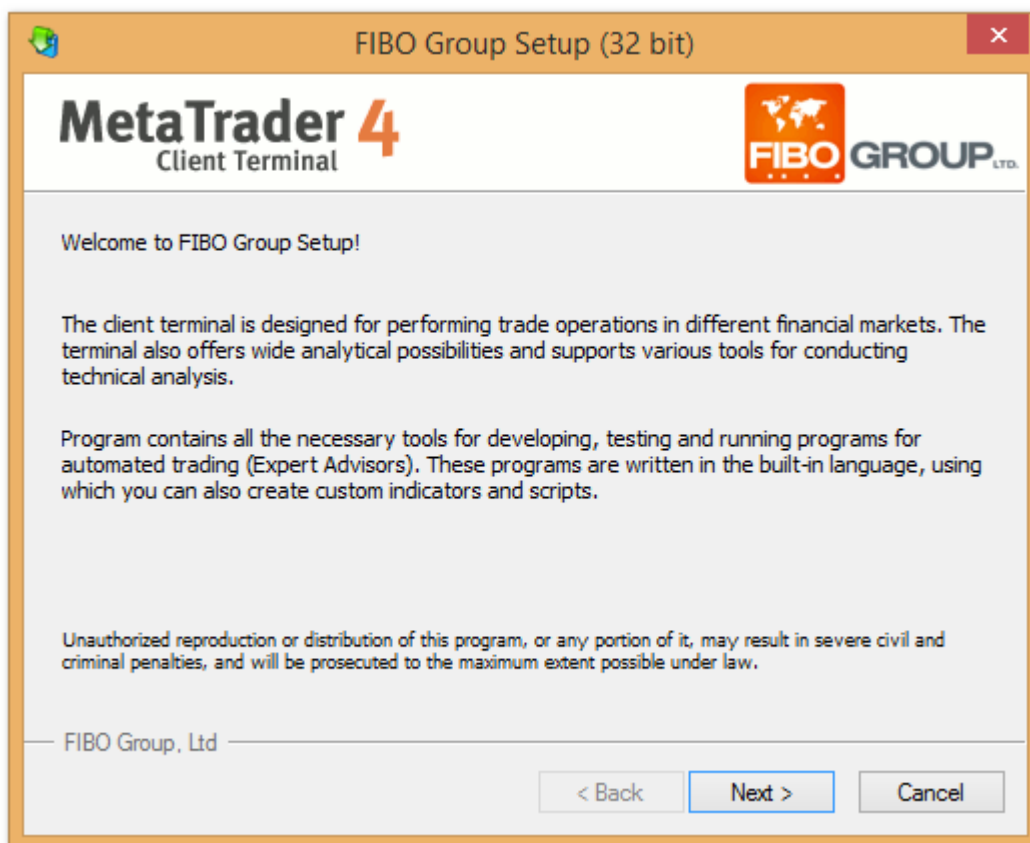 FIBO Group Setup (32 bit)
MetaTrader 4
Client Terminal
FIBO GROUP LTD.
Welcome to FIBO Group Setup!
The client terminal is designed for performing trade operations in different financial markets. The
terminal also offers wide analytical possibilities and supports various tools for conducting
technical analysis.
Program contains all the necessary tools for developing, testing and running programs for
automated trading (Expert Advisors). These programs are written in the built-in language, using
which you can also create custom indicators and scripts.
Unauthorized reproduction or distribution of this program, or any portion of it, may result in severe civil and
criminal penalties, and will be prosecuted to the maximum extent possible under law.
FIBO Group, Ltd
< Back Next > Cancel